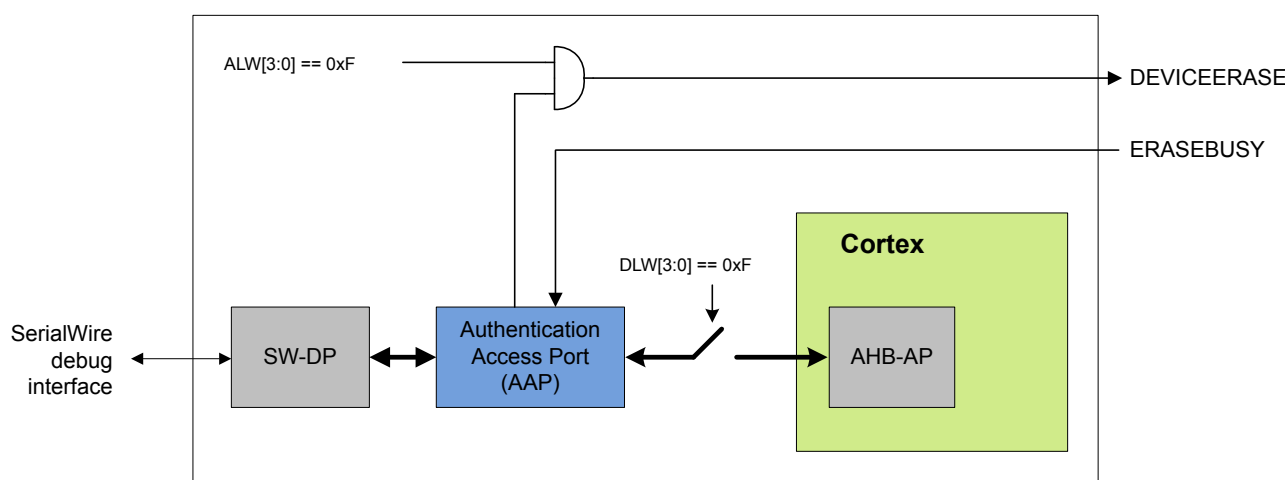 ALW[3:0] == 0xF
DEVICEERASE
ERASEBUSY
Cortex
DLW[3:0] == 0xF
SerialWire
debug
interface
SW-DP
Authentication
Access Port
(AAP)
AHB-AP